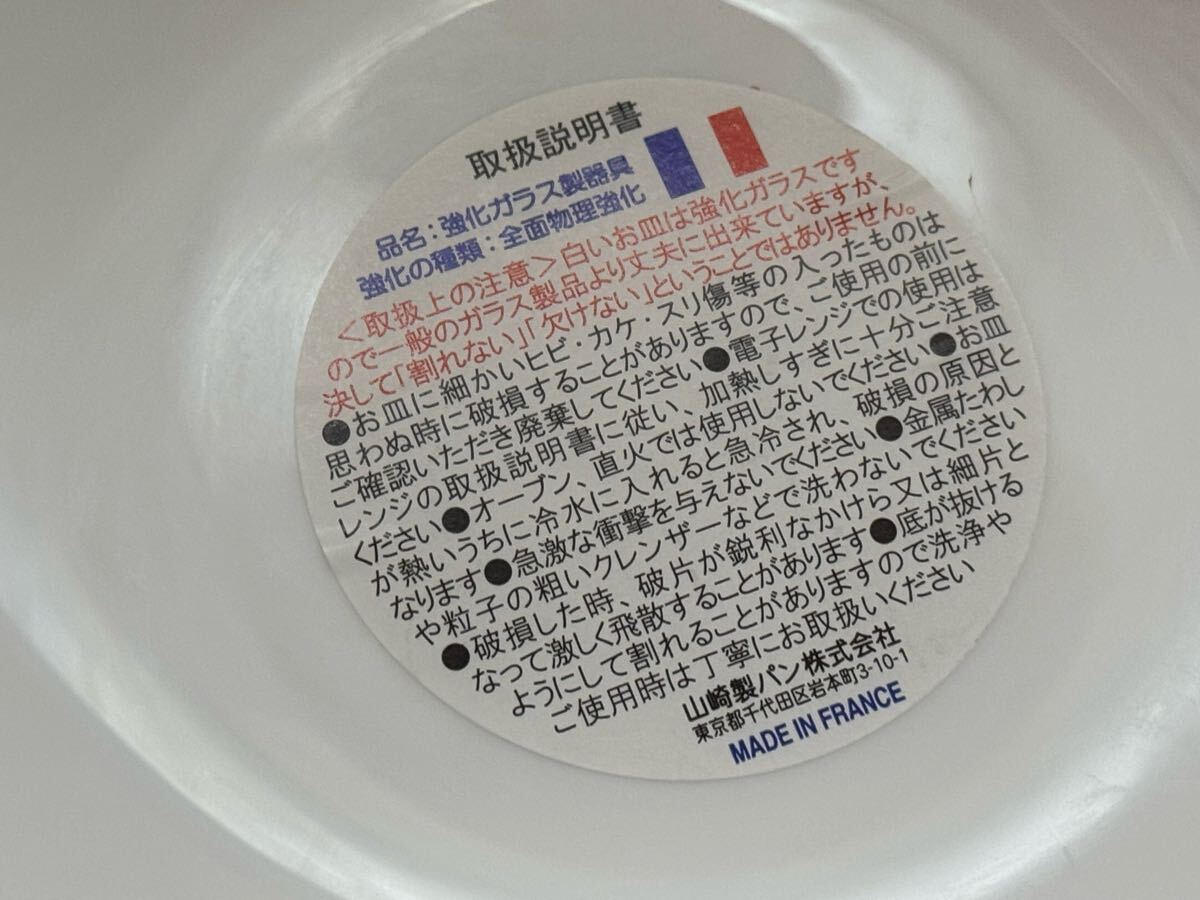 取扱説明書
品名：強化ガラス製器具
強化の種類：全面物理強化
＜取扱上の注意＞白いお皿は強化ガラスです
ので一般のガラス製品より丈夫に出来ていますが、
決して「割れない」「欠けない」ということではありません。
●お皿に細かいヒビ・カケ・スリ傷等の入ったものは
思わぬ時に破損することがありますので、ご使用の前に
ご確認いただき廃棄してください●電子レンジでの使用は
レンジの取扱説明書に従い、加熱しすぎに十分ご注意
ください●オーブン、直火では使用しないでください●お皿
が熱いうちに冷水に入れると急冷され、破損の原因と
なります●急激な衝撃を与えないでください●金属たわし
や粒子の粗いクレンザーなどで洗わないでください
●破損した時、破片が鋭利なかけら又は細片と
なって激しく飛散することがあります●底が抜ける
ようにして割れることがありますので洗浄や
ご使用時は丁寧にお取扱いください
山崎製パン株式会社
東京都千代田区岩本町3-10-1
MADE IN FRANCE